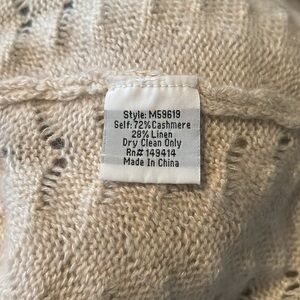 Style: M59619
Self:72%Cashmere
28%Linen
Dry Clean Only
Rn# 149414
Made In China